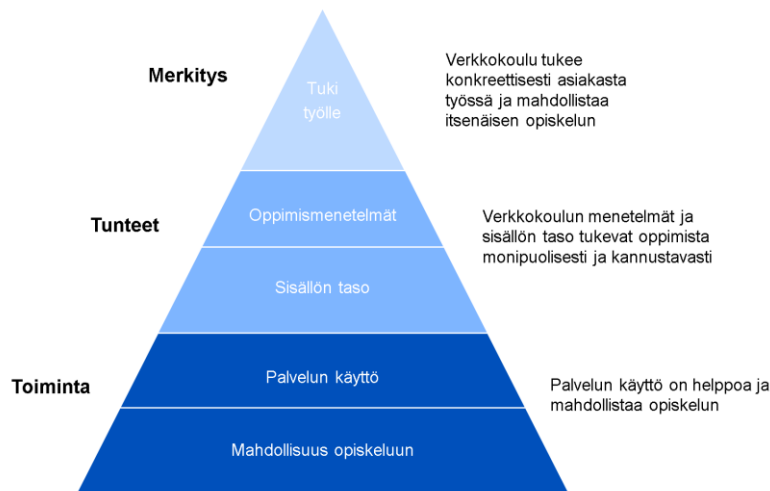 Merkitys
Tuki
työlle
Verkkokoulu tukee
konkreettisesti asiakasta
työssä ja mahdollistaa
itsenäisen opiskelun
Tunteet
Oppimismenetelmät
Sisällön taso
Verkkokoulun menetelmät ja
sisällön taso tukevat oppimista
monipuolisesti ja kannustavasti
Toiminta
Palvelun käyttö
Mahdollisuus opiskeluun
Palvelun käyttö on helppoa ja
mahdollistaa opiskelun